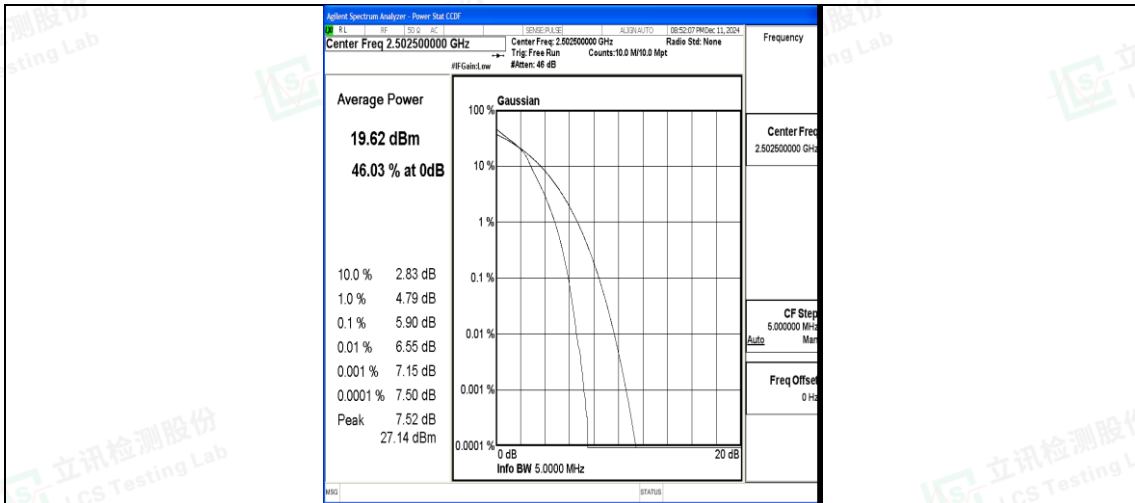 Agilent Spectrum Analyzer - Power Stat CCDF
RL RF 50 Ω AC SENSE:PULSE ALIGN AUTO 08:52:07 PM Dec 11, 2024
Center Freq 2.502500000 GHz
Center Freq: 2.502500000 GHz Radio Std: None
Trig: Free Run Counts:10.0 M/10.0 Mpt
#IFGain:Low #Atten: 46 dB
Frequency
Average Power
19.62 dBm
46.03 % at 0dB
10.0 % 2.83 dB
1.0 % 4.79 dB
0.1 % 5.90 dB
0.01 % 6.55 dB
0.001 % 7.15 dB
0.0001 % 7.50 dB
Peak 7.52 dB
27.14 dBm
Gaussian
100 %
10 %
1 %
0.1 %
0.01 %
0.001 %
0.0001 %
0 dB 20 dB
Info BW 5.0000 MHz
Center Freq
2.502500000 GHz
CF Step
5.000000 MHz
Auto Man
Freq Offset
0 Hz
MSG STATUS
立讯检测股份
LCS Testing Lab